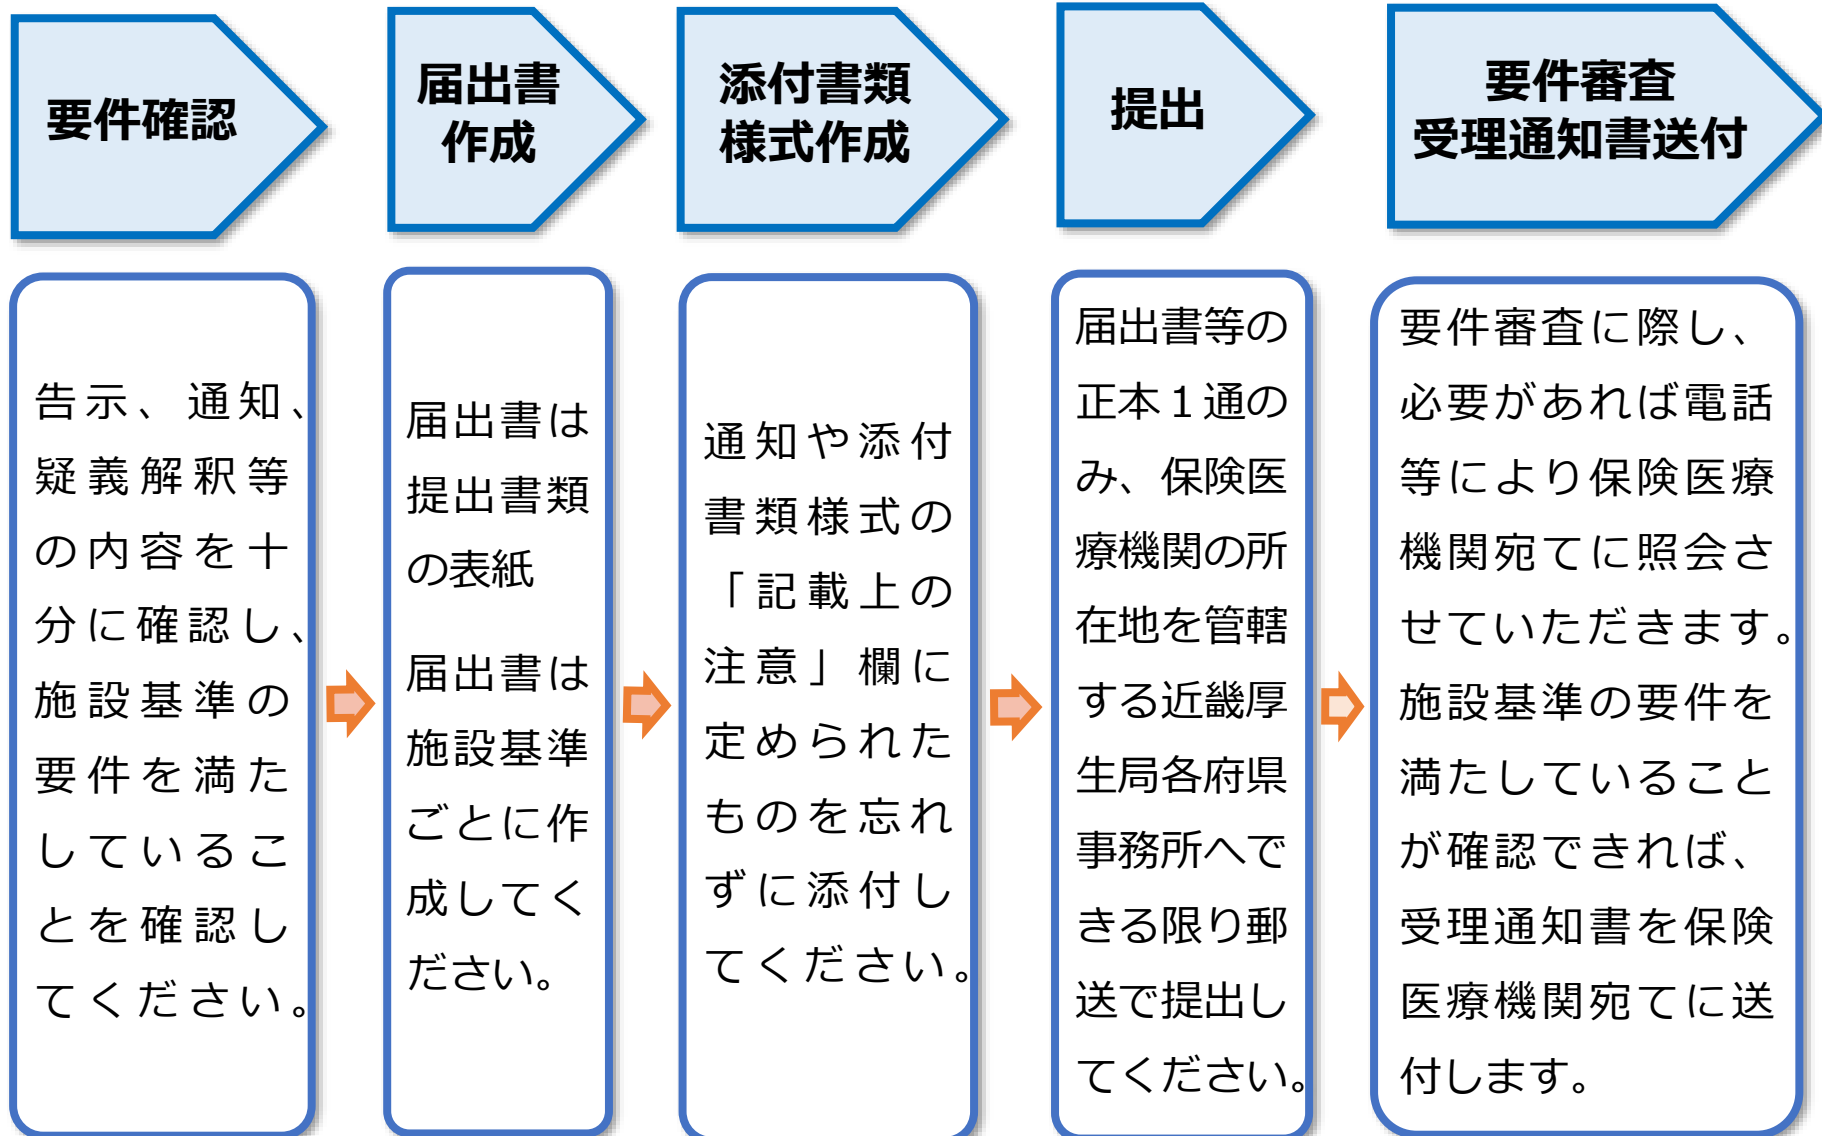 要件確認
届出書
作成
添付書類
様式作成
提出
要件審査
受理通知書送付
告示、通知、
疑義解釈等
の内容を十
分に確認し、
施設基準の
要件を満た
しているこ
とを確認し
てください。
届出書は
提出書類
の表紙
届出書は
施設基準
ごとに作
成してく
ださい。
通知や添付
書類様式の
「記載上の
注意」欄に
定められた
ものを忘れ
ずに添付し
てください。
届出書等の
正本１通の
み、保険医
療機関の所
在地を管轄
する近畿厚
生局各府県
事務所へで
きる限り郵
送で提出し
てください。
要件審査に際し、
必要があれば電話
等により保険医療
機関宛てに照会さ
せていただきます。
施設基準の要件を
満たしていること
が確認できれば、
受理通知書を保険
医療機関宛てに送
付します。